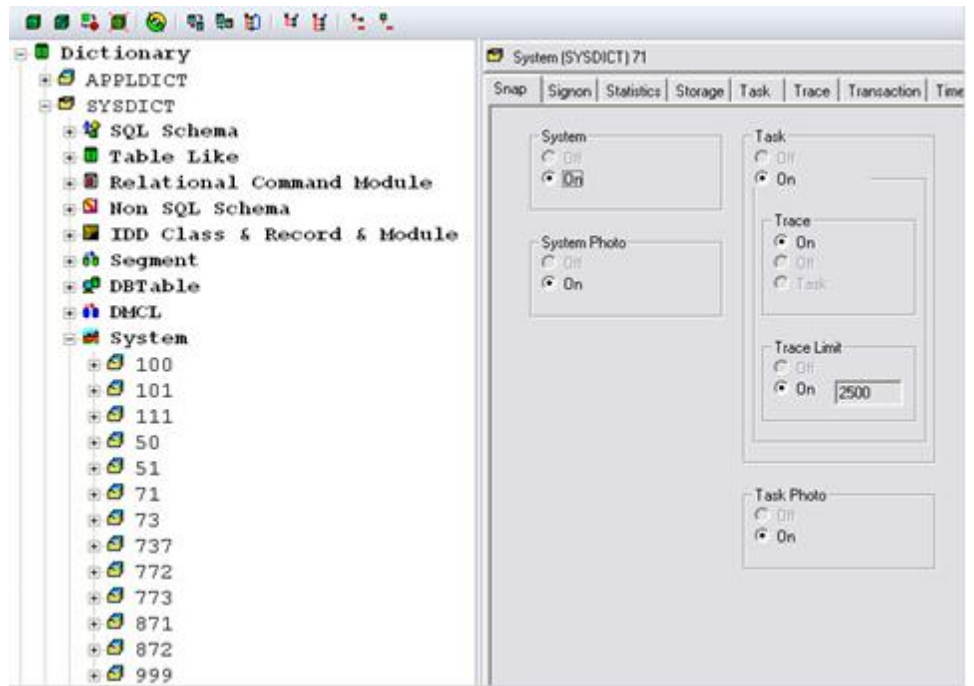 Dictionary
APPLDICT
SYSDICT
SQL Schema
Table Like
Relational Command Module
Non SQL Schema
IDD Class & Record & Module
Segment
DBTable
DMCL
System
100
101
111
50
51
71
73
737
772
773
871
872
999
System (SYSDICT) 71
Snap Signon Statistics Storage Task Trace Transaction Time
System
Off
On
System Photo
Off
On
Task
Off
On
Trace
On
Off
Task
Trace Limit
Off
On 2500
Task Photo
Off
On